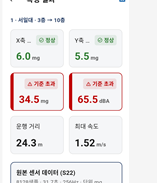 1 · 서일대 · 3층 → 10층
X축 ... 정상
6.0 mg
Y축 ... 정상
5.5 mg
기준 초과
34.5 mg
기준 초과
65.5 dBA
운행 거리
24.3 m
최대 속도
1.52 m/s
원본 센서 데이터 (S22)